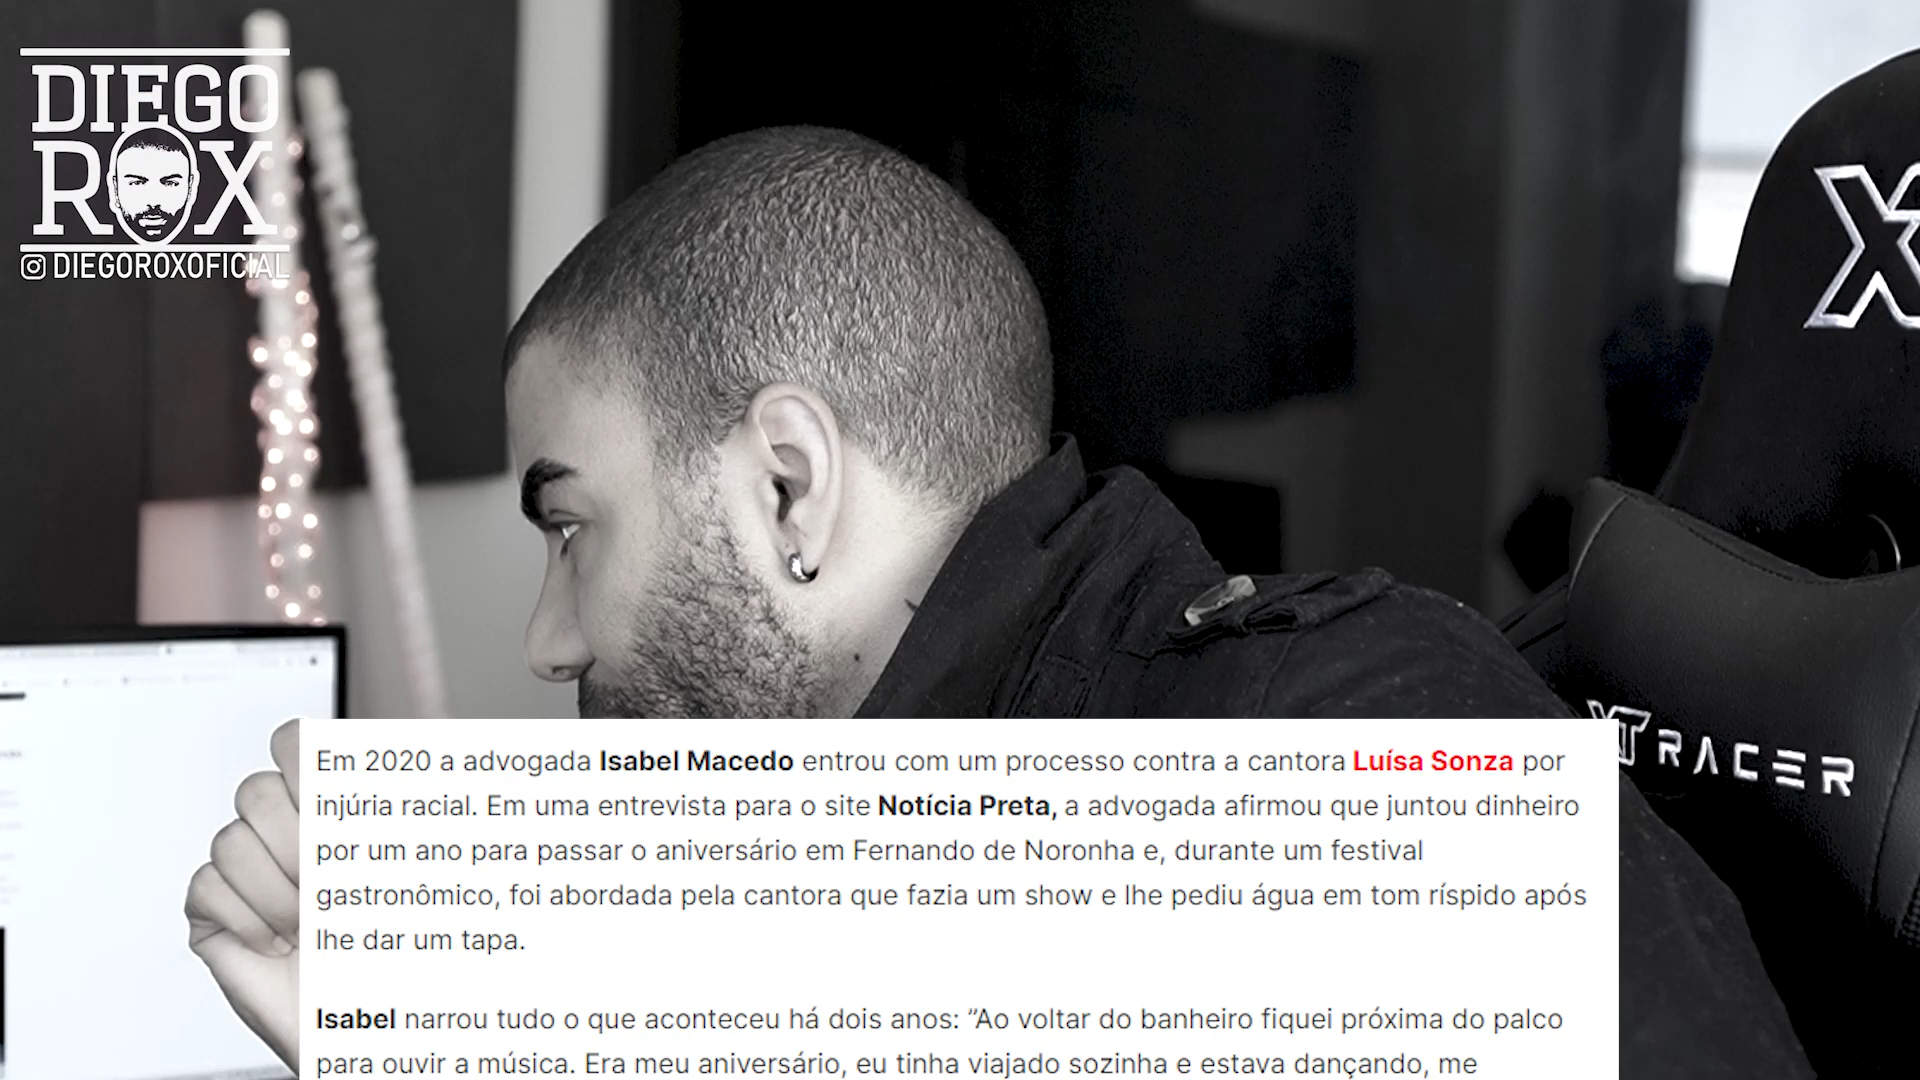 DIEGO
ROX
DIEGOROXOFICIAL
XT RACER
Em 2020 a advogada Isabel Macedo entrou com um processo contra a cantora Luísa Sonza por
injúria racial. Em uma entrevista para o site Notícia Preta, a advogada afirmou que juntou dinheiro
por um ano para passar o aniversário em Fernando de Noronha e, durante um festival
gastronômico, foi abordada pela cantora que fazia um show e lhe pediu água em tom ríspido após
lhe dar um tapa.
Isabel narrou tudo o que aconteceu há dois anos: “Ao voltar do banheiro fiquei próxima do palco
para ouvir a música. Era meu aniversário, eu tinha viajado sozinha e estava dançando, me